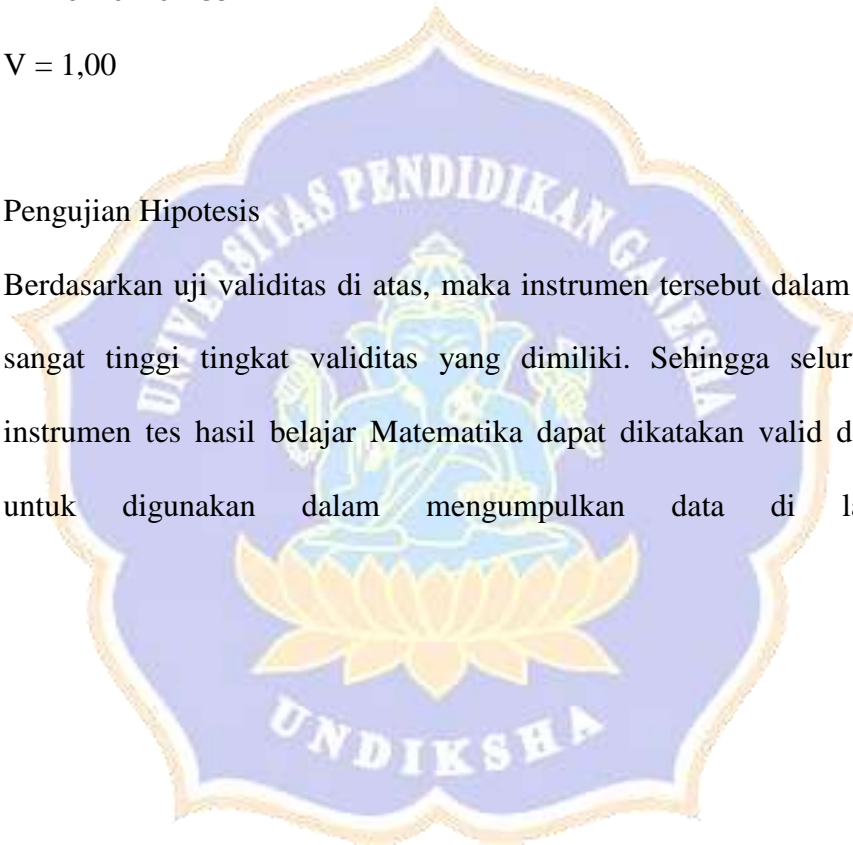 V = 1,00
UNIVERSITAS PENDIDIKAN GANESHA
Pengujian Hipotesis
Berdasarkan uji validitas di atas, maka instrumen tersebut dalam
sangat tinggi tingkat validitas yang dimiliki. Sehingga
instrumen tes hasil belajar Matematika dapat dikatakan valid
untuk digunakan dalam mengumpulkan data di
UNDIKSHA